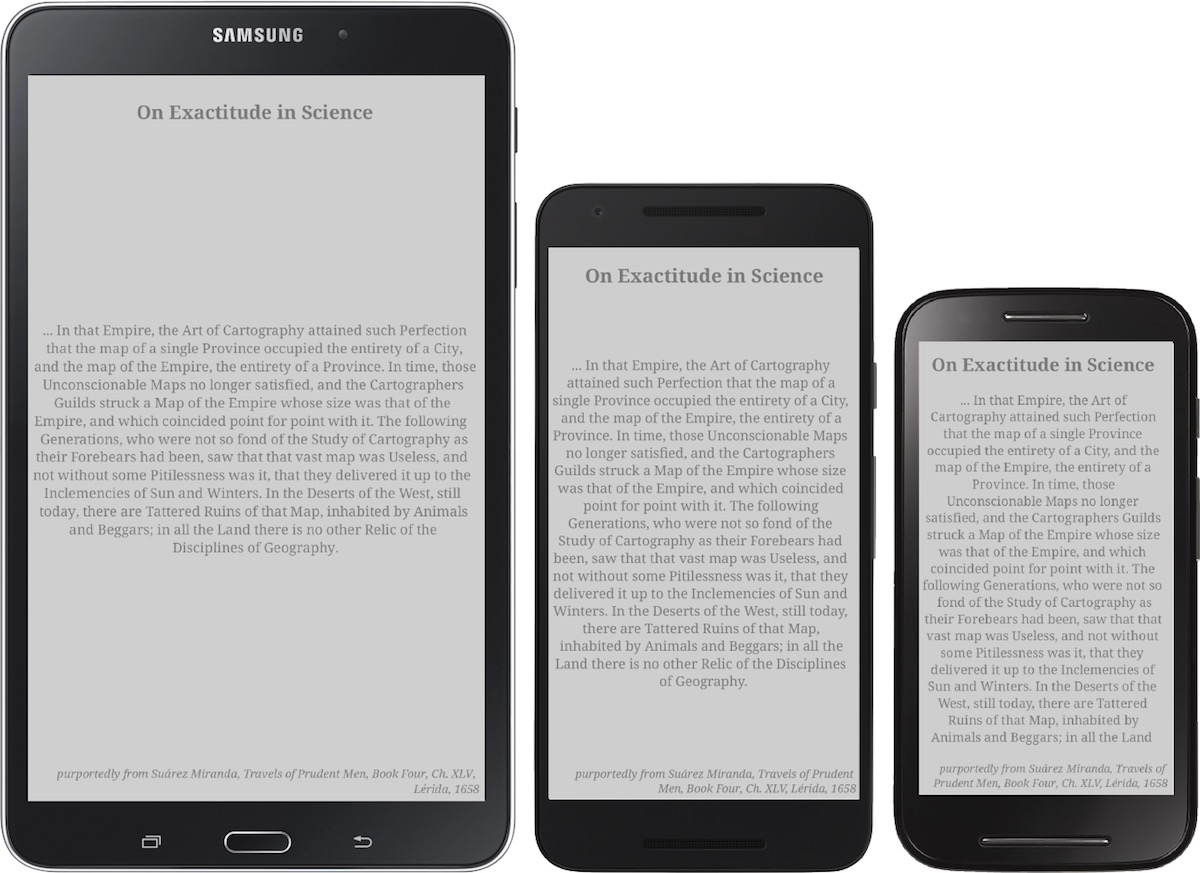 SAMSUNG
On Exactitude in Science
... In that Empire, the Art of Cartography attained such Perfection
that the map of a single Province occupied the entirety of a City,
and the map of the Empire, the entirety of a Province. In time, those
Unconscionable Maps no longer satisfied, and the Cartographers
Guilds struck a Map of the Empire whose size was that of the
Empire, and which coincided point for point with it. The following
Generations, who were not so fond of the Study of Cartography as
their Forebears had been, saw that that vast map was Useless, and
not without some Pitilessness was it, that they delivered it up to the
Inclemencies of Sun and Winters. In the Deserts of the West, still
today, there are Tattered Ruins of that Map, inhabited by Animals
and Beggars; in all the Land there is no other Relic of the
Disciplines of Geography.
purportedly from Suárez Miranda, Travels of Prudent Men, Book Four, Ch. XLV,
Lérida, 1658
On Exactitude in Science
... In that Empire, the Art of Cartography
attained such Perfection that the map of a
single Province occupied the entirety of a City,
and the map of the Empire, the entirety of a
Province. In time, those Unconscionable Maps
no longer satisfied, and the Cartographers
Guilds struck a Map of the Empire whose size
was that of the Empire, and which coincided
point for point with it. The following
Generations, who were not so fond of the
Study of Cartography as their Forebears had
been, saw that that vast map was Useless, and
not without some Pitilessness was it, that they
delivered it up to the Inclemencies of Sun and
Winters. In the Deserts of the West, still today,
there are Tattered Ruins of that Map,
inhabited by Animals and Beggars; in all the
Land there is no other Relic of the Disciplines
of Geography.
purportedly from Suárez Miranda, Travels of Prudent
Men, Book Four, Ch. XLV, Lérida, 1658
On Exactitude in Science
... In that Empire, the Art of
Cartography attained such Perfection
that the map of a single Province
occupied the entirety of a City, and the
map of the Empire, the entirety of a
Province. In time, those
Unconscionable Maps no longer
satisfied, and the Cartographers Guilds
struck a Map of the Empire whose size
was that of the Empire, and which
coincided point for point with it. The
following Generations, who were not so
fond of the Study of Cartography as
their Forebears had been, saw that that
vast map was Useless, and not without
some Pitilessness was it, that they
delivered it up to the Inclemencies of
Sun and Winters. In the Deserts of the
West, still today, there are Tattered
Ruins of that Map, inhabited by
Animals and Beggars; in all the Land
purportedly from Suárez Miranda, Travels of
Prudent Men, Book Four, Ch. XLV, Lérida, 1658